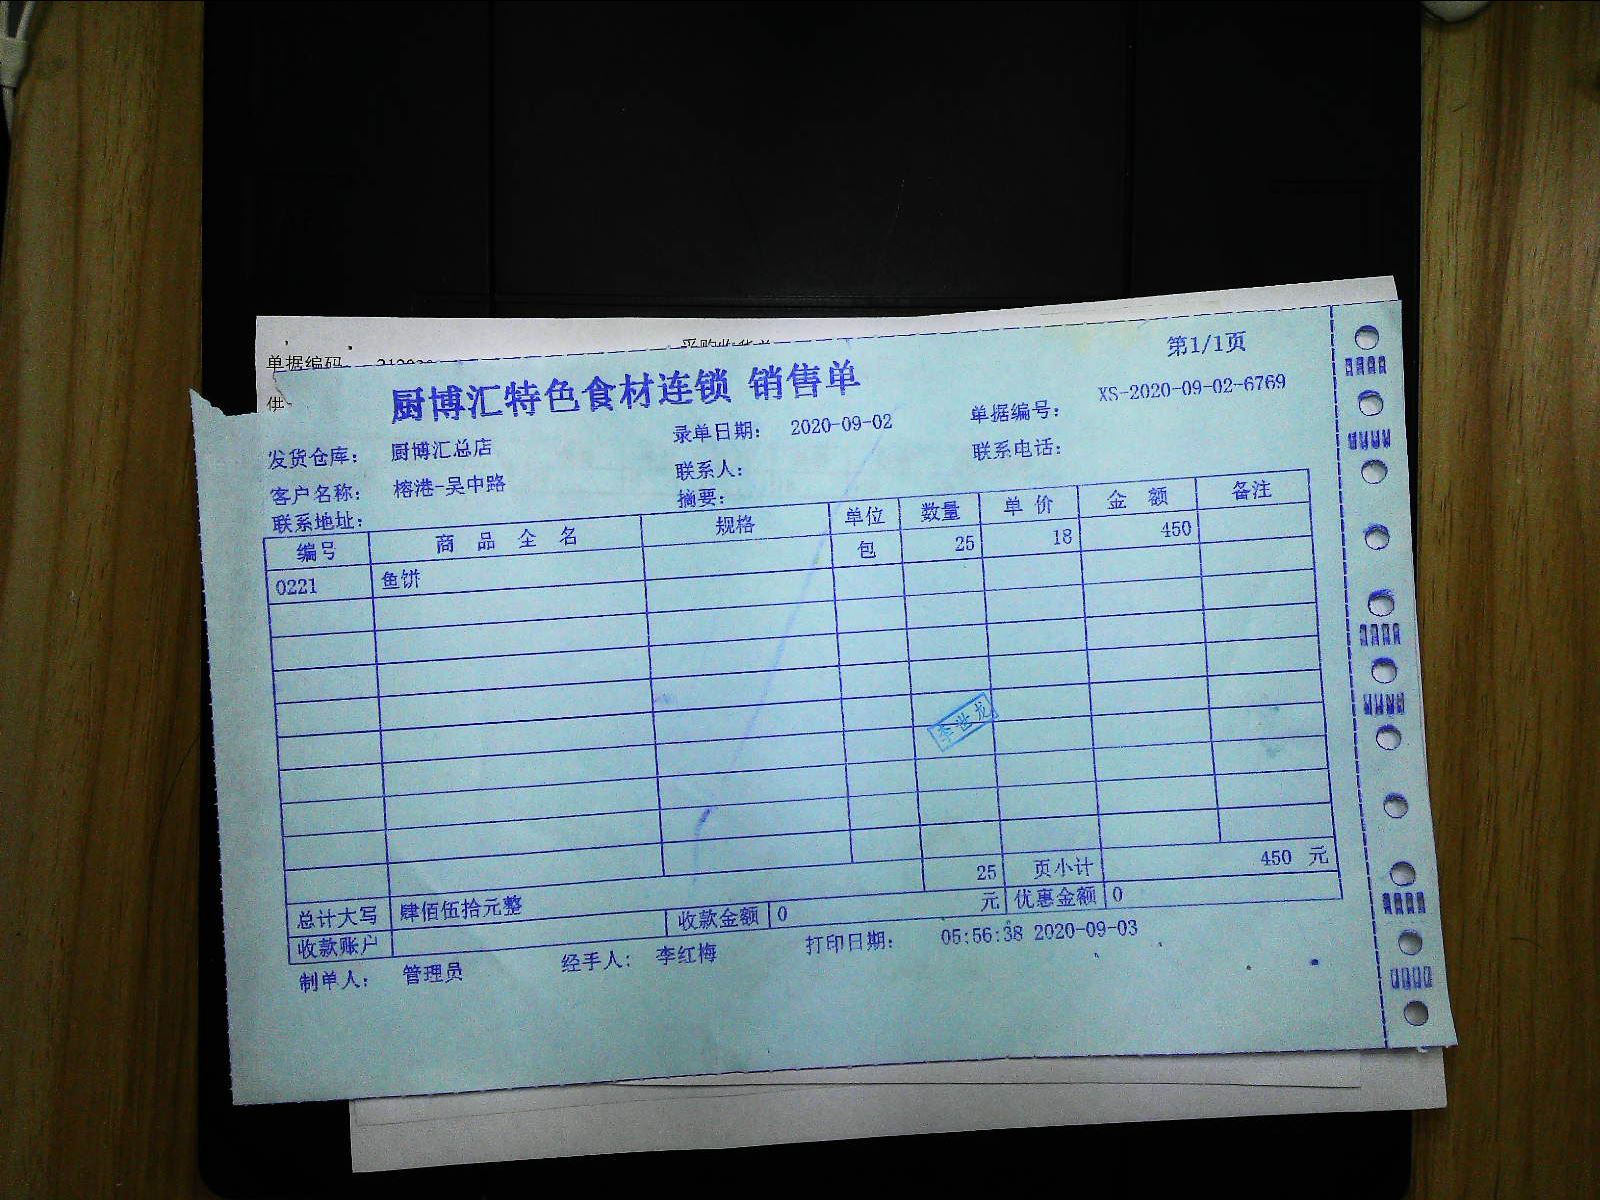 单据编码
供
第1/1页
厨博汇特色食材连锁 销售单
发货仓库: 厨博汇总店 录单日期: 2020-09-02 单据编号: XS-2020-09-02-6769
客户名称: 榕港-吴中路 联系人: 联系电话:
联系地址: 摘要:
编号 商品全名 规格 单位 数量 单价 金额 备注
0221 鱼饼 包 25 18 450
李世龙
25 页小计 450 元
总计大写 肆佰伍拾元整
收款账户 收款金额 0 元 优惠金额 0
制单人: 管理员 经手人: 李红梅 打印日期: 05:56:38 2020-09-03